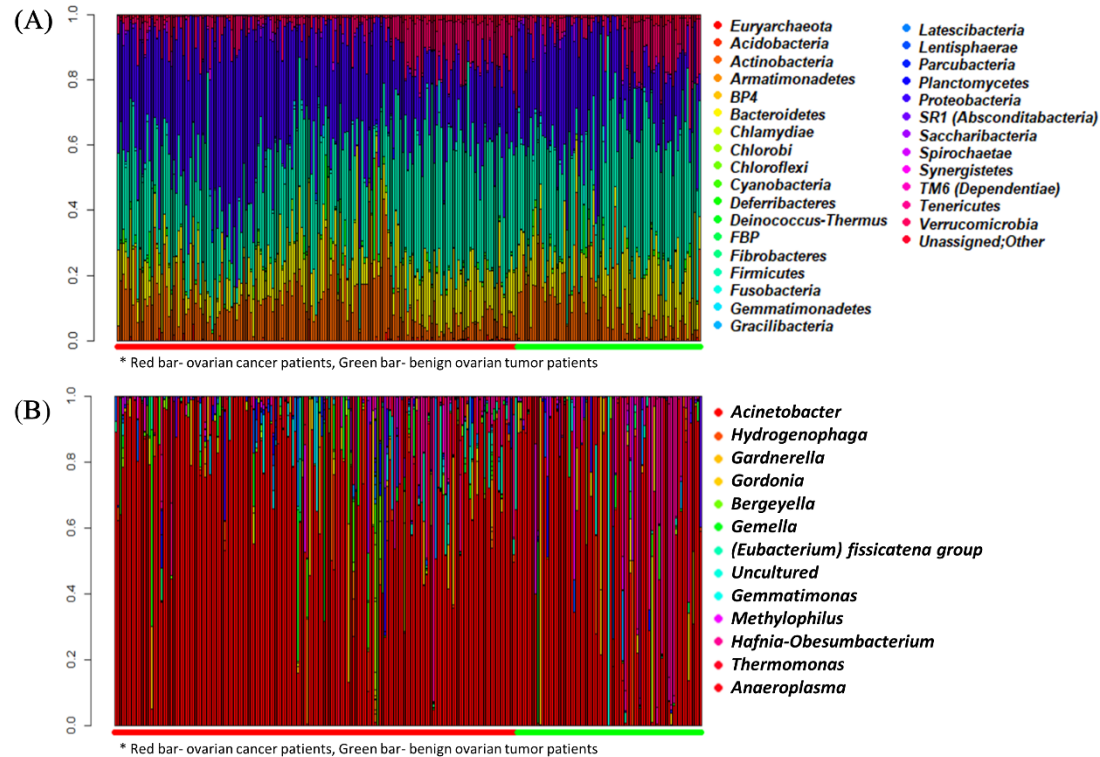 (A)
1.0
0.8
0.6
0.4
0.2
0.0
Euryarchaeota
Acidobacteria
Actinobacteria
Armatimonadetes
BP4
Bacteroidetes
Chlamydiae
Chlorobi
Chloroflexi
Cyanobacteria
Deferribacteres
Deinococcus-Thermus
FBP
Fibrobacteres
Firmicutes
Fusobacteria
Gemmatimonadetes
Gracilibacteria
Latescibacteria
Lentisphaerae
Parcubacteria
Planctomycetes
Proteobacteria
SR1 (Absconditabacteria)
Saccharibacteria
Spirochaetae
Synergistetes
TM6 (Dependentiae)
Tenericutes
Verrucomicrobia
Unassigned;Other
* Red bar- ovarian cancer patients, Green bar- benign ovarian tumor patients
(B)
1.0
0.8
0.6
0.4
0.2
0.0
Acinetobacter
Hydrogenophaga
Gardnerella
Gordonia
Bergeyella
Gemella
(Eubacterium) fissicatena group
Uncultured
Gemmatimonas
Methylophilus
Hafnia-Obesumbacterium
Thermomonas
Anaeroplasma
* Red bar- ovarian cancer patients, Green bar- benign ovarian tumor patients